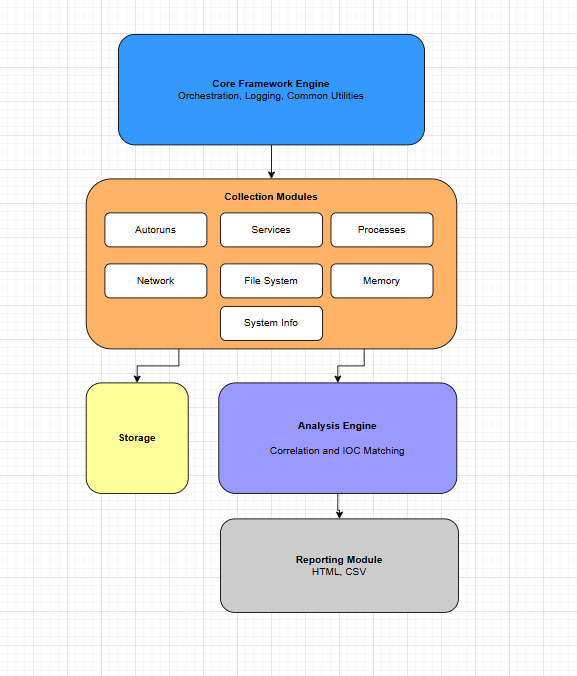 Core Framework Engine
Orchestration, Logging, Common Utilities
Collection Modules
Autoruns
Services
Processes
Network
File System
Memory
System Info
Storage
Analysis Engine
Correlation and IOC Matching
Reporting Module
HTML, CSV